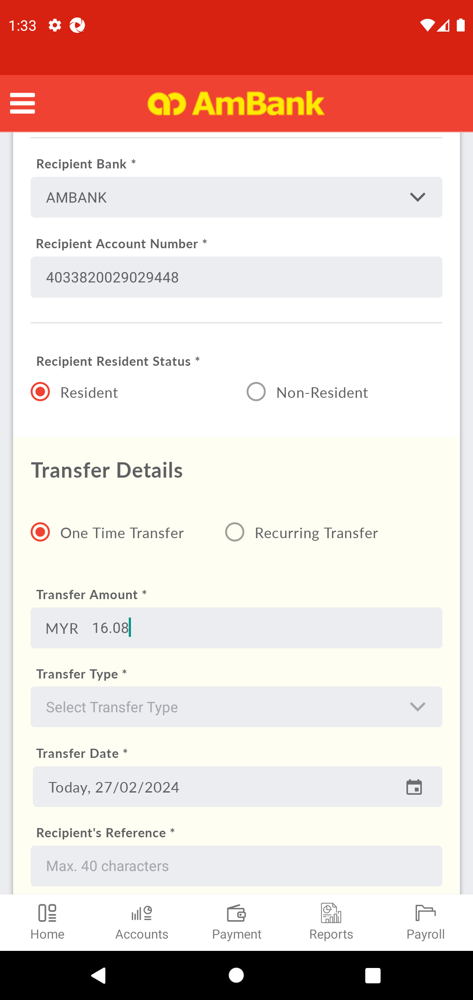 1:33
AmBank
Recipient Bank *
AMBANK
Recipient Account Number *
4033820029029448
Recipient Resident Status *
Resident
Non-Resident
Transfer Details
One Time Transfer
Recurring Transfer
Transfer Amount *
MYR 16.08
Transfer Type *
Select Transfer Type
Transfer Date *
Today, 27/02/2024
Recipient's Reference *
Max. 40 characters
Home
Accounts
Payment
Reports
Payroll